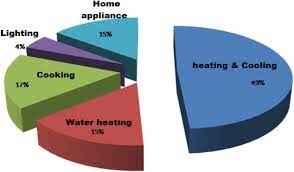 Home
appliance
15%
Lighting
4%
Cooking
17%
Water heating
15%
heating & Cooling
49%